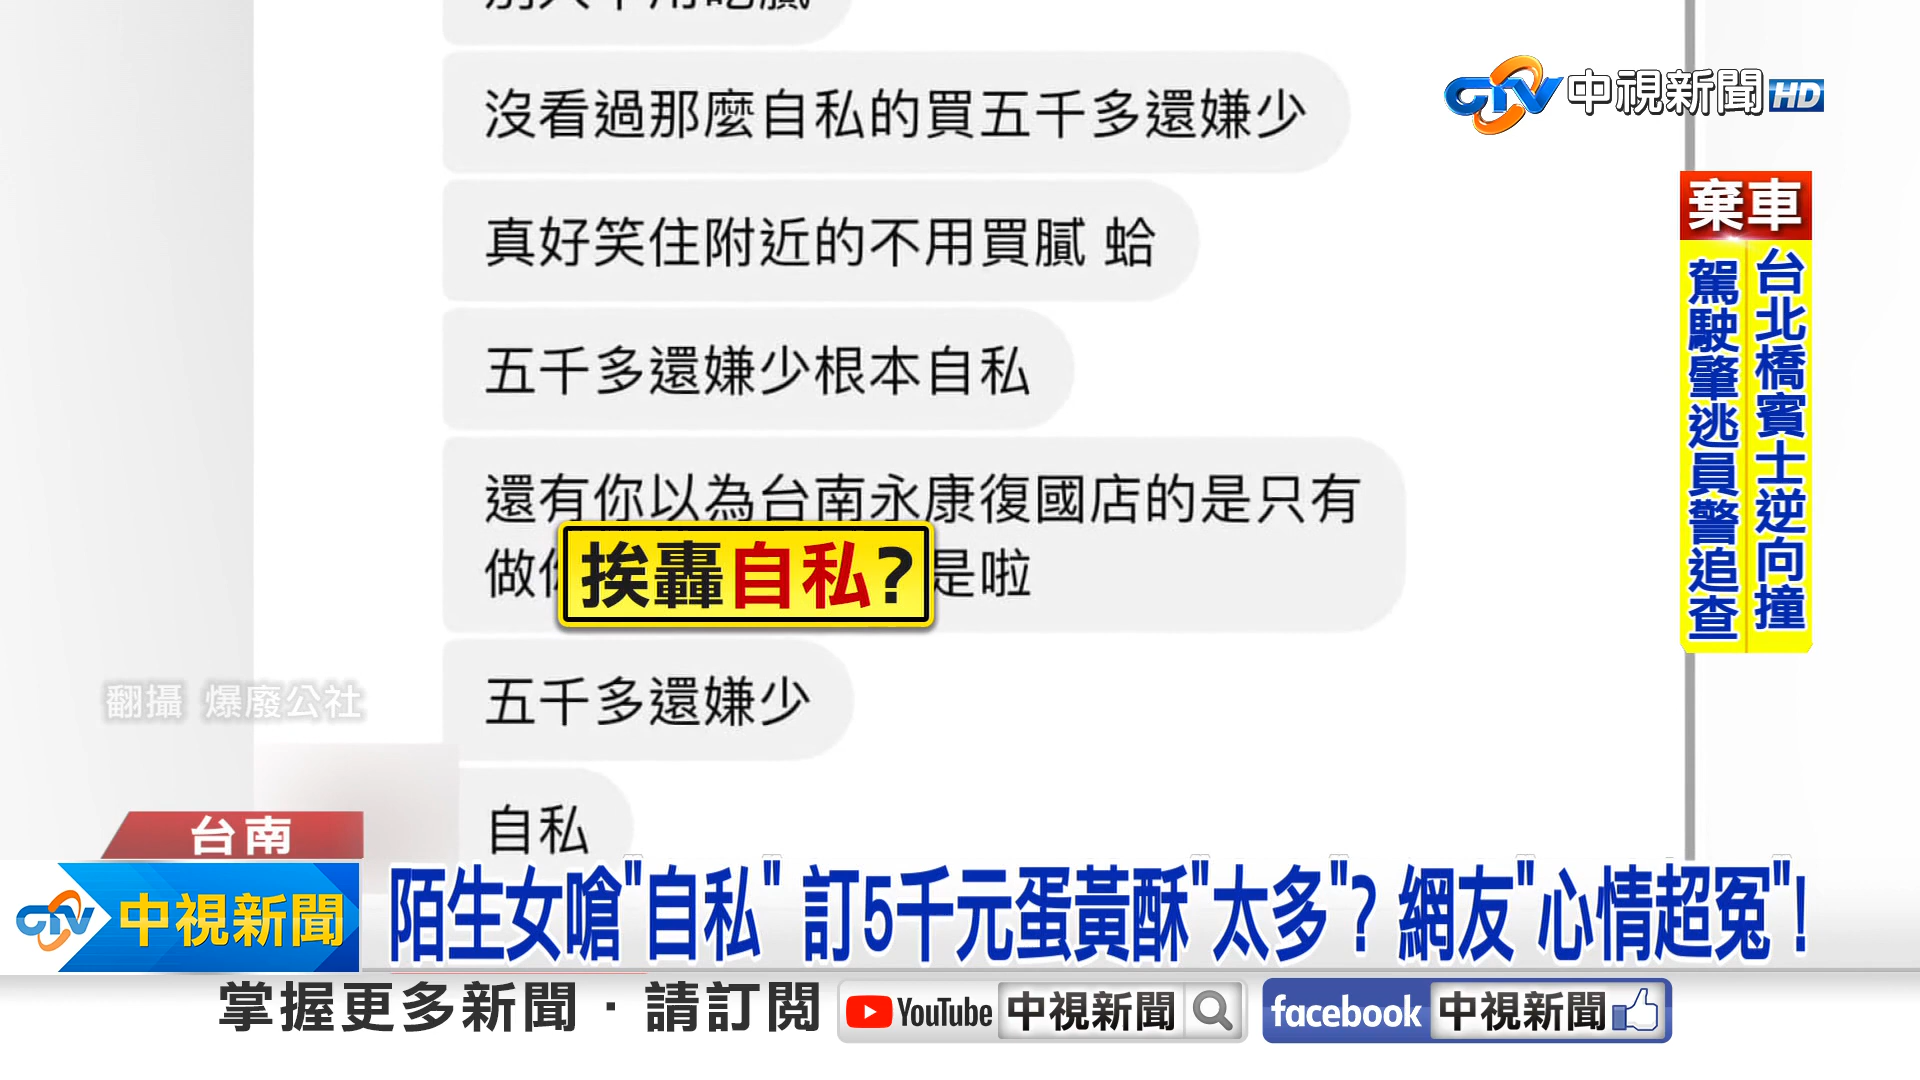 沒看過那麼自私的買五千多還嫌少
真好笑住附近的不用買膩 蛤
五千多還嫌少根本自私
還有你以為台南永康復國店的是只有
做
是啦
挨轟自私?
五千多還嫌少
自私
CTV中視新聞HD
棄車
台北橋賓士逆向撞
駕駛肇逃員警追查
翻攝 爆廢公社
台南
CTV 中視新聞
陌生女嗆"自私" 訂5千元蛋黃酥"太多"? 網友"心情超冤"!
掌握更多新聞・請訂閱 YouTube 中視新聞 facebook 中視新聞